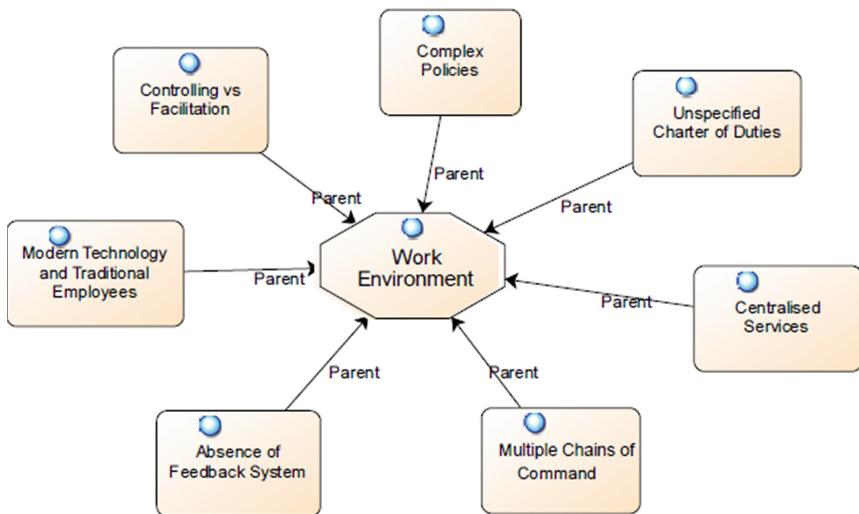 Complex
Policies
Controlling vs
Facilitation
Unspecified
Charter of Duties
Parent
Parent
Parent
Work
Environment
Modern Technology
and Traditional
Employees
Parent
Parent
Centralised
Services
Parent
Parent
Absence of
Feedback System
Multiple Chains of
Command